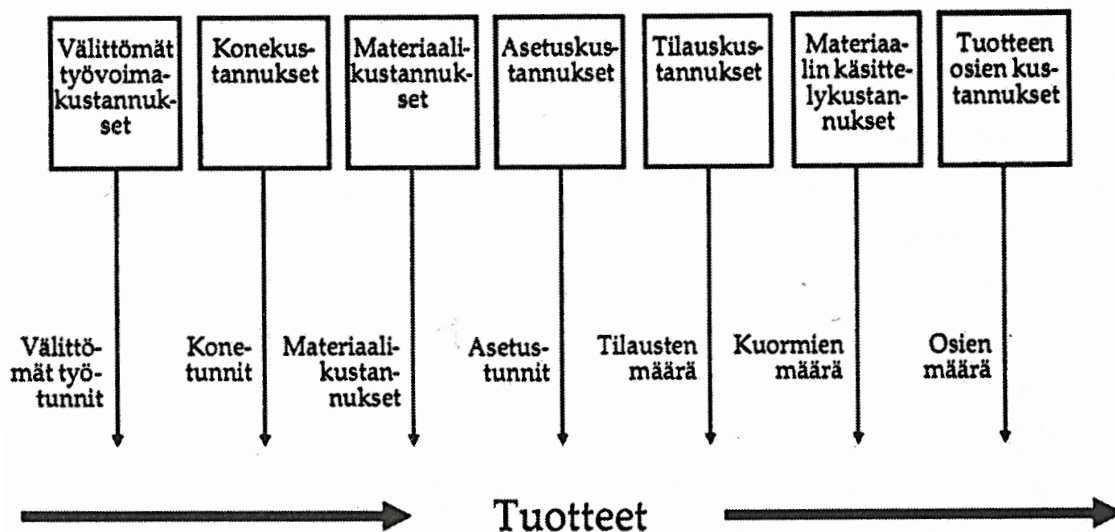 Välittömät
työvoima-
kustannuk-
set
Konekus-
tannukset
Materiaali-
kustannuk-
set
Asetuskus-
tannukset
Tilauskus-
tannukset
Materiaa-
lin käsitte-
lykustan-
nukset
Tuotteen
osien kus-
tannukset
Välittö-
mät työ-
tunnit
Kone-
tunnit
Materiaali-
kustan-
nukset
Asetus-
tunnit
Tilausten
määrä
Kuormien
määrä
Osien
määrä
Tuotteet